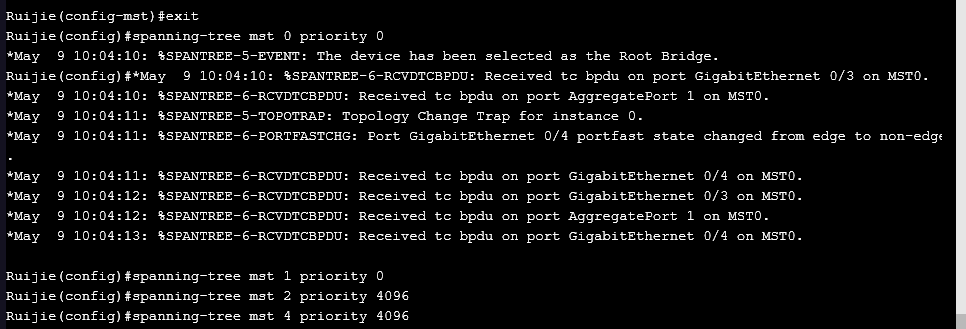 Ruijie(config-mst)#exit
Ruijie(config)#spanning-tree mst 0 priority 0
*May  9 10:04:10: %SPANTREE-5-EVENT: The device has been selected as the Root Bridge.
Ruijie(config)#*May  9 10:04:10: %SPANTREE-6-RCVDTCBPDU: Received tc bpdu on port GigabitEthernet 0/3 on MST0.
*May  9 10:04:10: %SPANTREE-6-RCVDTCBPDU: Received tc bpdu on port AggregatePort 1 on MST0.
*May  9 10:04:11: %SPANTREE-5-TOPOTRAP: Topology Change Trap for instance 0.
*May  9 10:04:11: %SPANTREE-6-PORTFASTCHG: Port GigabitEthernet 0/4 portfast state changed from edge to non-edge
.
*May  9 10:04:11: %SPANTREE-6-RCVDTCBPDU: Received tc bpdu on port GigabitEthernet 0/4 on MST0.
*May  9 10:04:12: %SPANTREE-6-RCVDTCBPDU: Received tc bpdu on port GigabitEthernet 0/3 on MST0.
*May  9 10:04:12: %SPANTREE-6-RCVDTCBPDU: Received tc bpdu on port AggregatePort 1 on MST0.
*May  9 10:04:13: %SPANTREE-6-RCVDTCBPDU: Received tc bpdu on port GigabitEthernet 0/4 on MST0.
Ruijie(config)#spanning-tree mst 1 priority 0
Ruijie(config)#spanning-tree mst 2 priority 4096
Ruijie(config)#spanning-tree mst 4 priority 4096